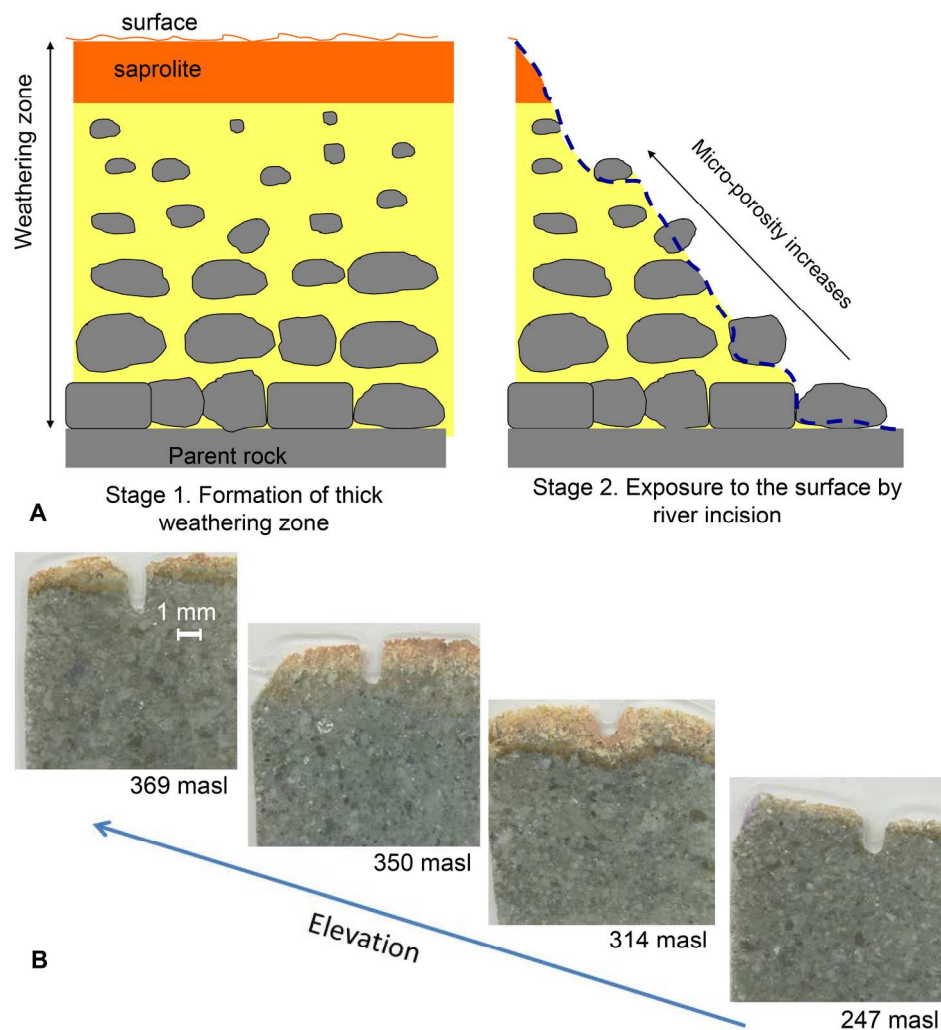 surface
saprolite
Weathering zone
Parent rock
Stage 1. Formation of thick
weathering zone
Micro-porosity increases
Stage 2. Exposure to the surface by
river incision
A
1 mm
369 masl
350 masl
314 masl
247 masl
Elevation
B